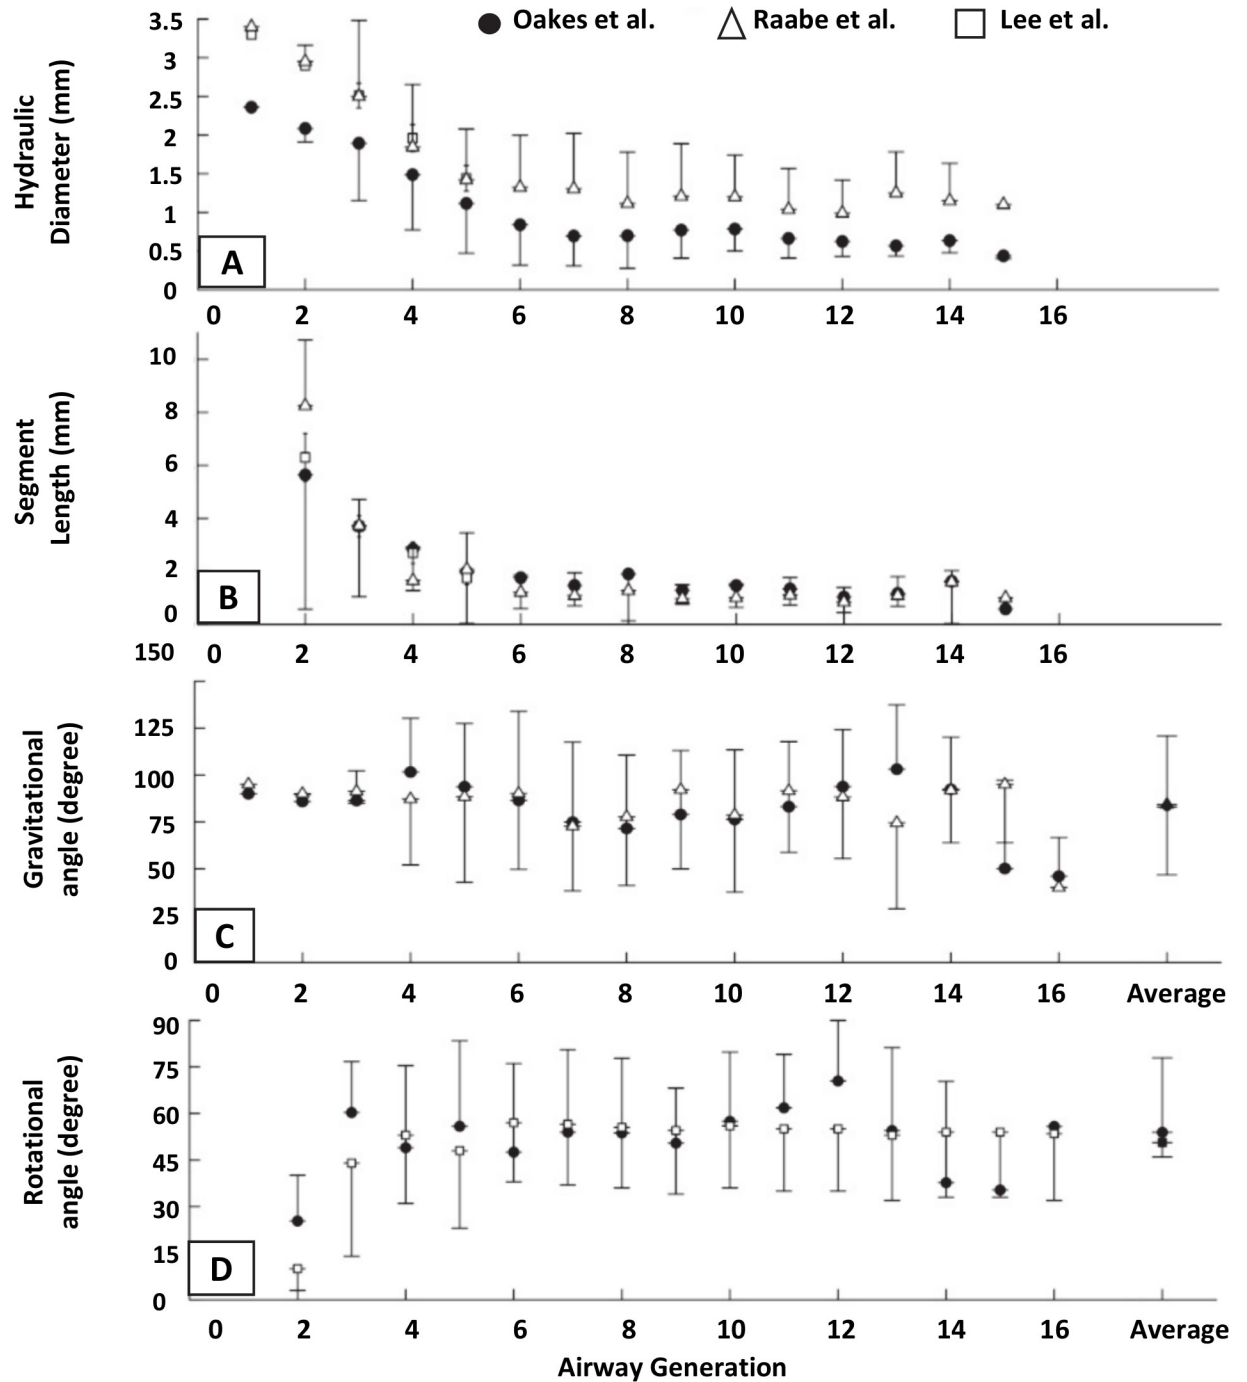 Oakes et al. Raabe et al. Lee et al.
Hydraulic
Diameter (mm)
3.5
3
2.5
2
1.5
1
0.5
0
A
0 2 4 6 8 10 12 14 16
Segment
Length (mm)
10
8
6
4
2
0
B
0 2 4 6 8 10 12 14 16
Gravitational
angle (degree)
150
125
100
75
50
25
0
C
0 2 4 6 8 10 12 14 16 Average
Rotational
angle (degree)
90
75
60
45
30
15
0
D
0 2 4 6 8 10 12 14 16 Average
Airway Generation